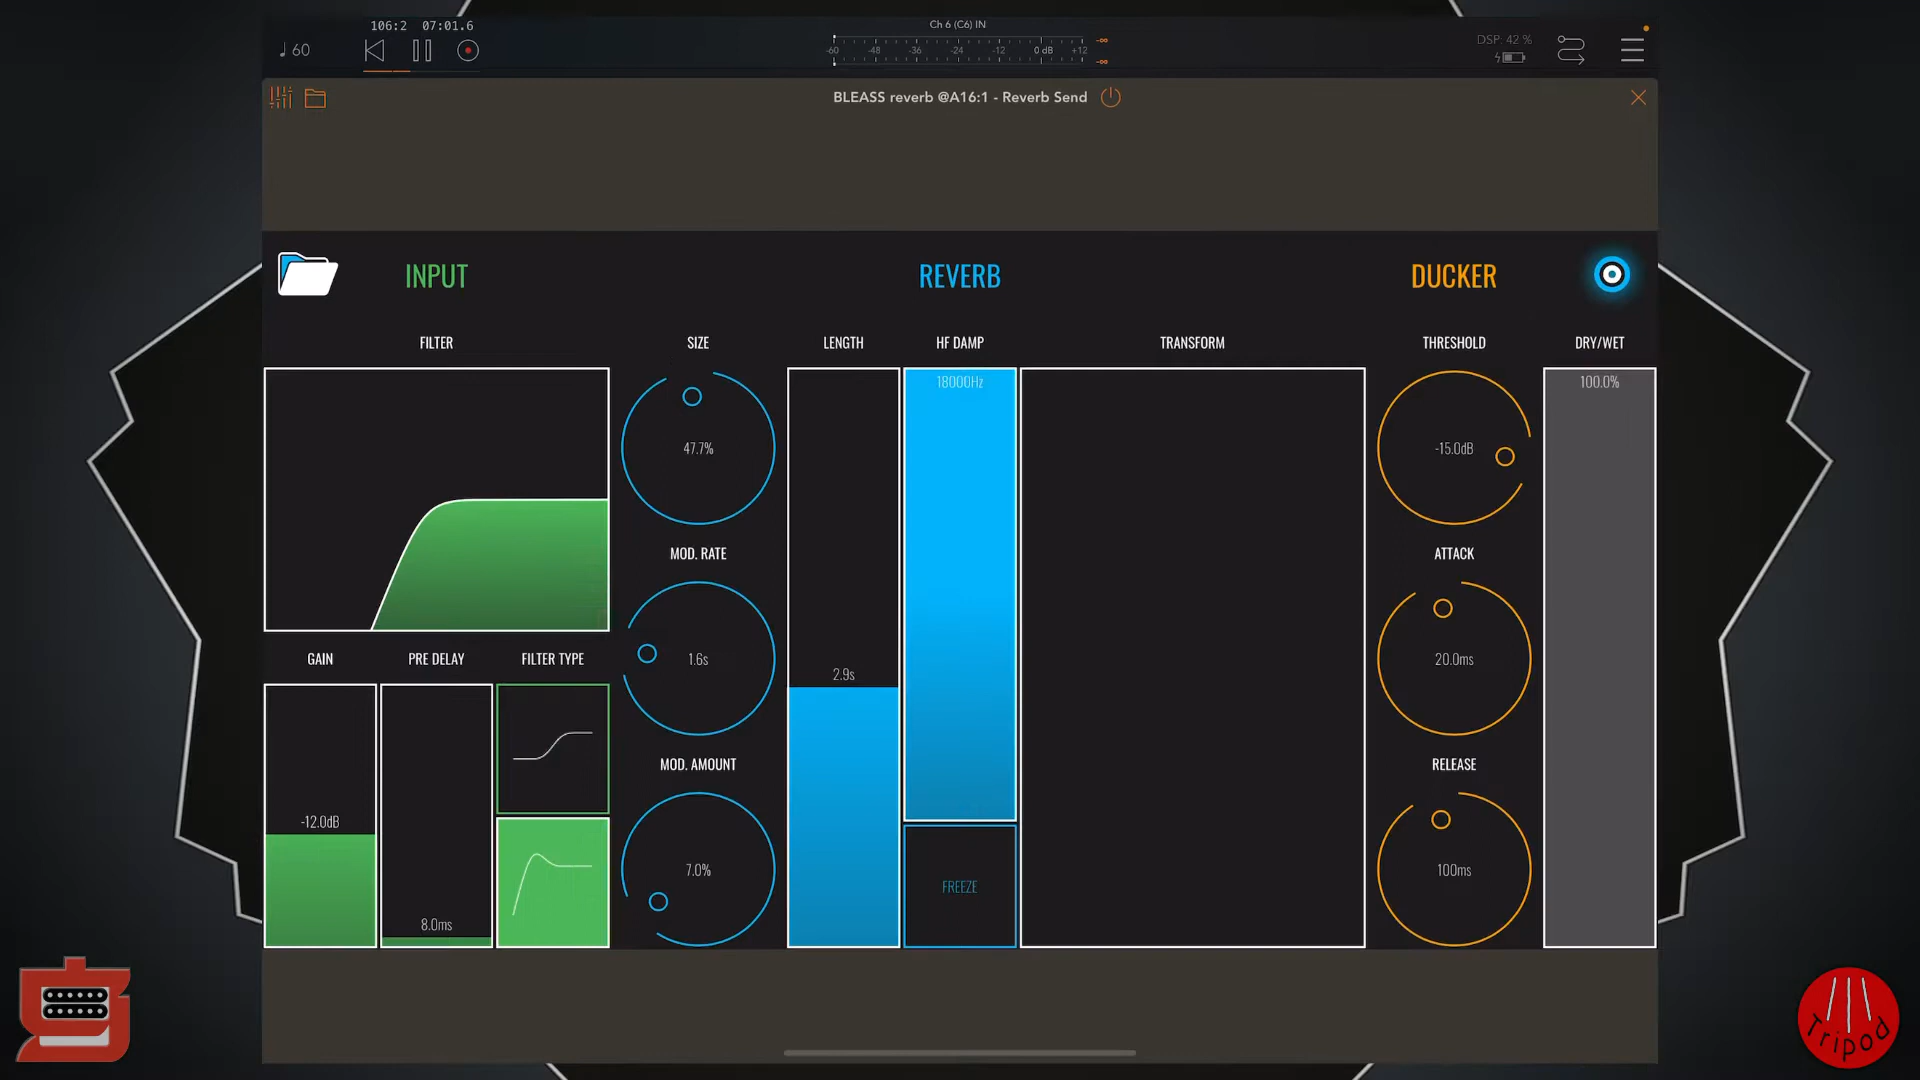 106:2 07:01.6
Ch 6 (C6) IN
♩ 60
-60 -48 -36 -24 -12 0 dB +12
-∞
-∞
DSP: 42 %
BLEASS reverb @A16:1 - Reverb Send
INPUT REVERB DUCKER
FILTER SIZE LENGTH HF DAMP TRANSFORM THRESHOLD DRY/WET
18000Hz 100.0%
47.7% -15.0dB
MOD. RATE ATTACK
GAIN PRE DELAY FILTER TYPE 1.6s 20.0ms
2.9s
MOD. AMOUNT RELEASE
-12.0dB
7.0% 100ms
FREEZE
8.0ms
Tripod